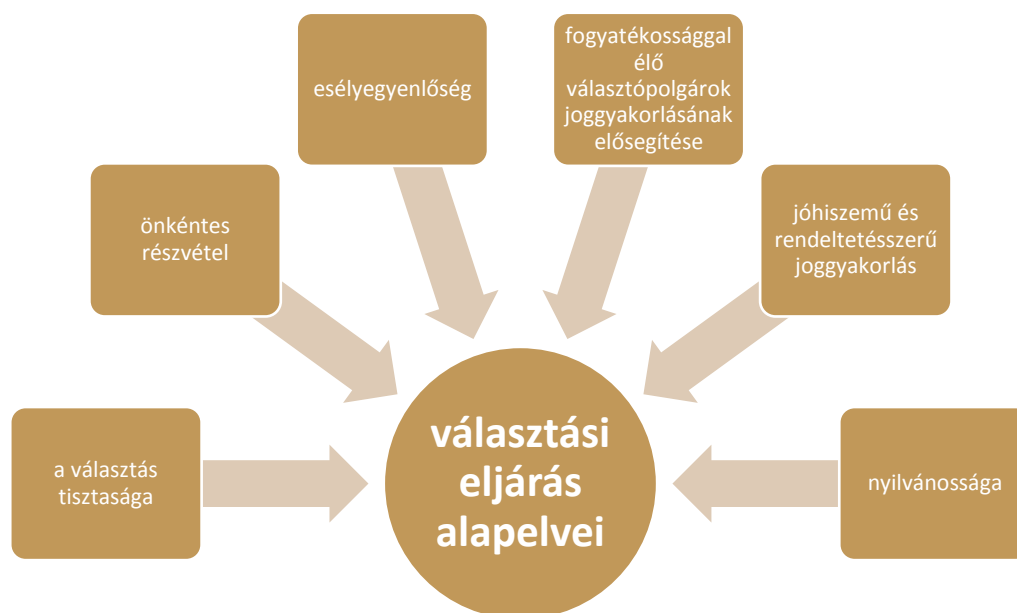 fogyatékossággal
élő
választópolgárok
joggyakorlásának
elősegítése
esélyegyenlőség
önkéntes
részvétel
jóhiszemű és
rendeltetésszerű
joggyakorlás
a választás
tisztasága
választási
eljárás
alapelvei
nyilvánossága